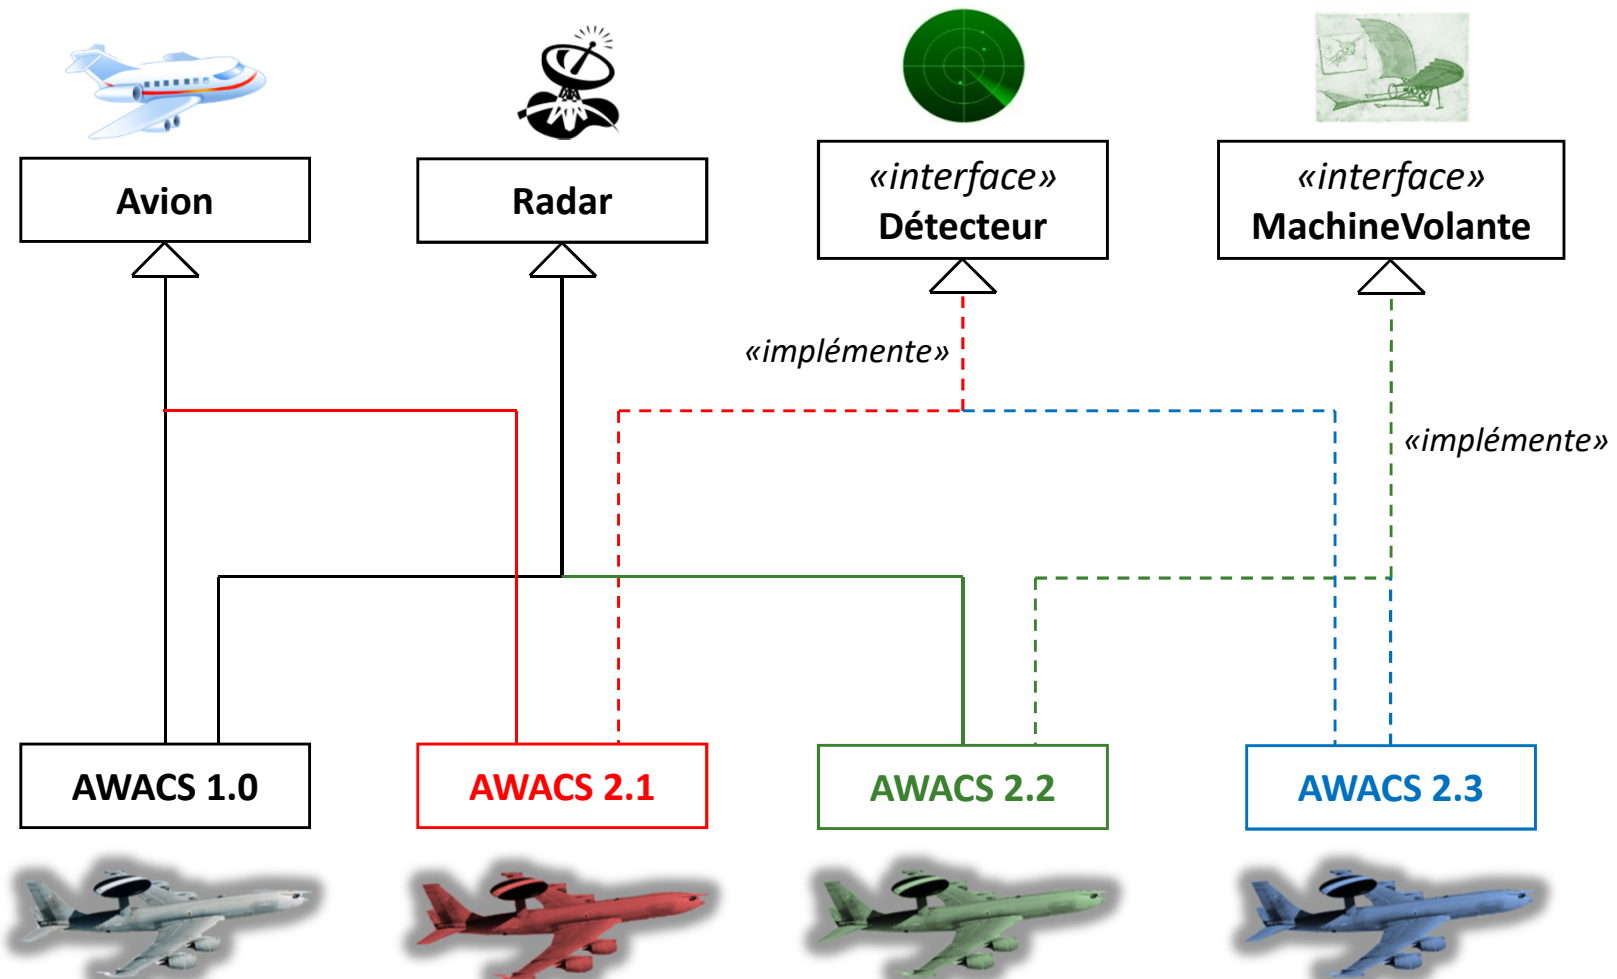 Avion
Radar
«interface»
Détecteur
«interface»
MachineVolante
«implémente»
«implémente»
AWACS 1.0
AWACS 2.1
AWACS 2.2
AWACS 2.3